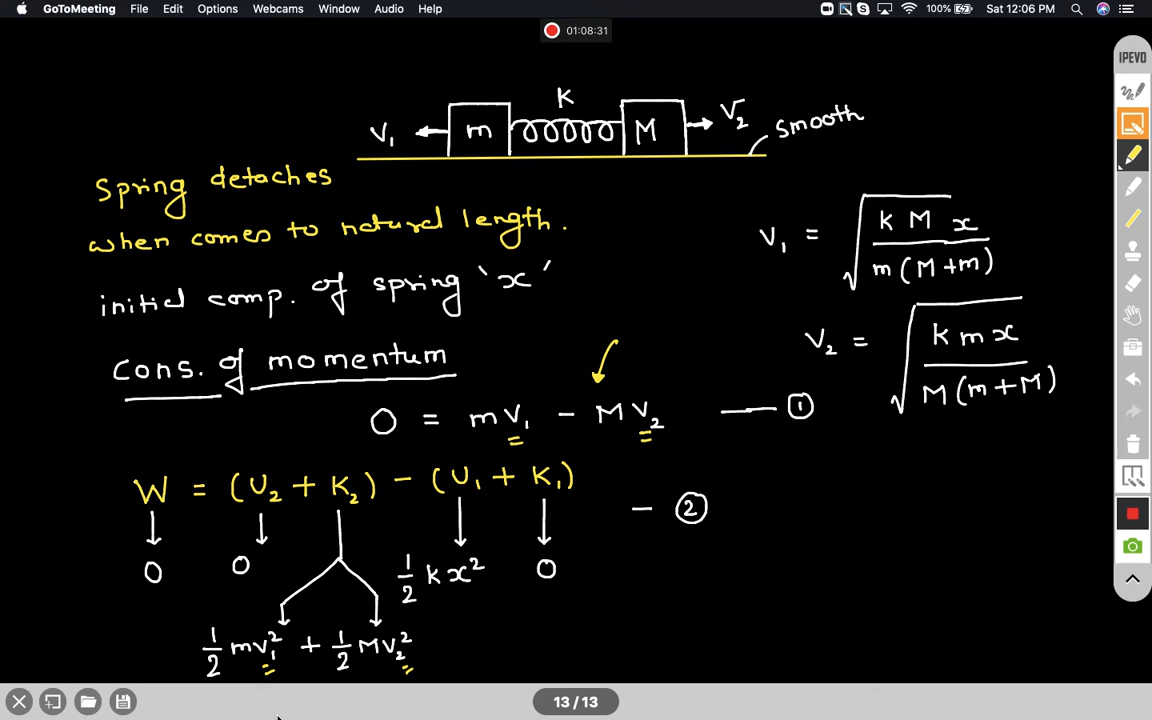 GoToMeeting File Edit Options Webcams Window Audio Help 100% Sat 12:06 PM
01:08:31
IPEVO
K
V₁ m M V₂ smooth
Spring detaches
when comes to natural length.
initial comp. of spring 'x'
V₁ = √(k M x / m(M+m))
V₂ = √(k m x / M(m+M))
Cons. of momentum
0 = mV₁ - MV₂ — ①
W = (U₂ + K₂) - (U₁ + K₁) — ②
0 0 1/2 kx² 0
1/2 mv₁² + 1/2 Mv₂²
13 / 13